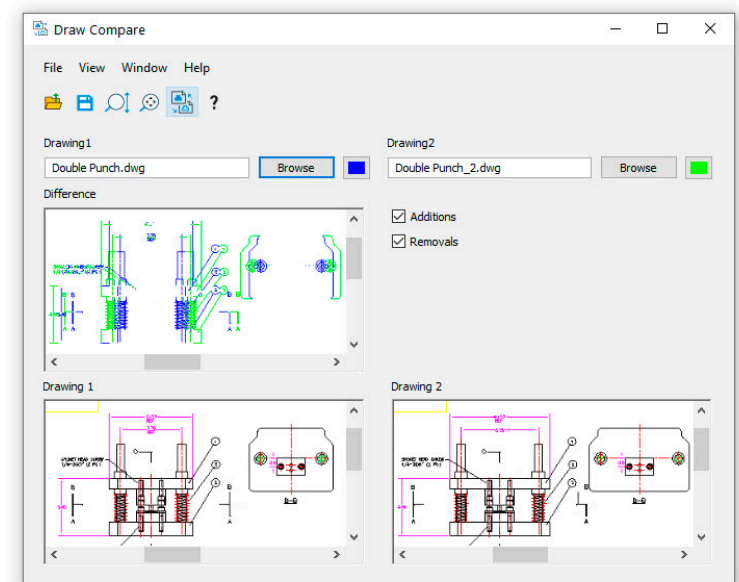 Draw Compare
File View Window Help
?
Drawing1
Drawing2
Double Punch.dwg Browse
Double Punch_2.dwg Browse
Difference
Additions
Removals
Drawing 1
Drawing 2
B B
A A
B-B
B B
A A
B-B